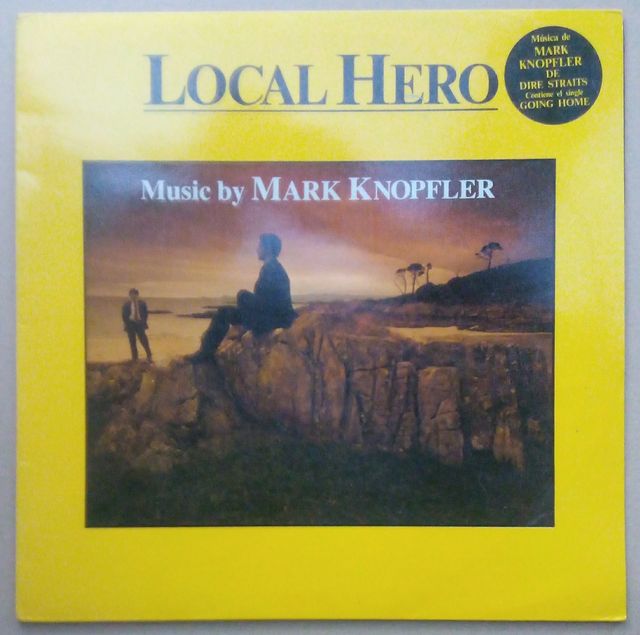 LOCAL HERO
Música de
MARK
KNOPFLER
DE
DIRE STRAITS
Contiene el single
GOING HOME
Music by MARK KNOPFLER